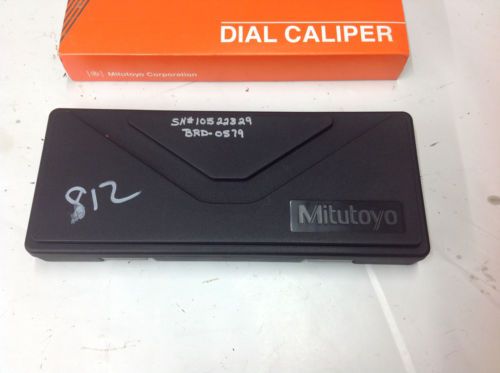 DIAL CALIPER
Mitutoyo Corporation
SN#10522329
BRD-0579
812
Mitutoyo